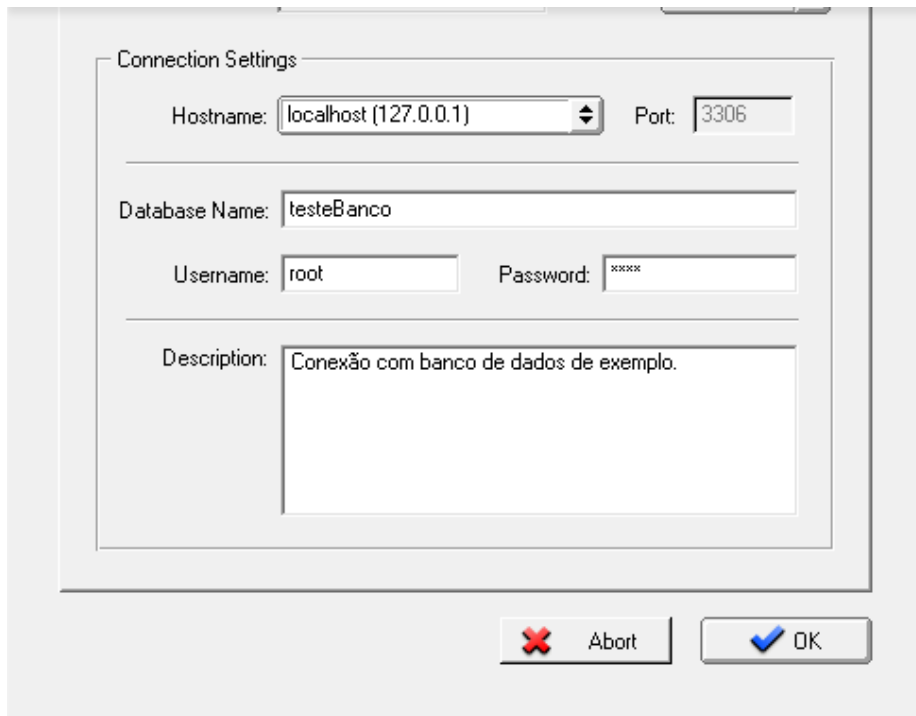 Connection Settings
Hostname: localhost (127.0.0.1) Port: 3306
Database Name: testeBanco
Username: root Password: ****
Description: Conexão com banco de dados de exemplo.
Abort OK